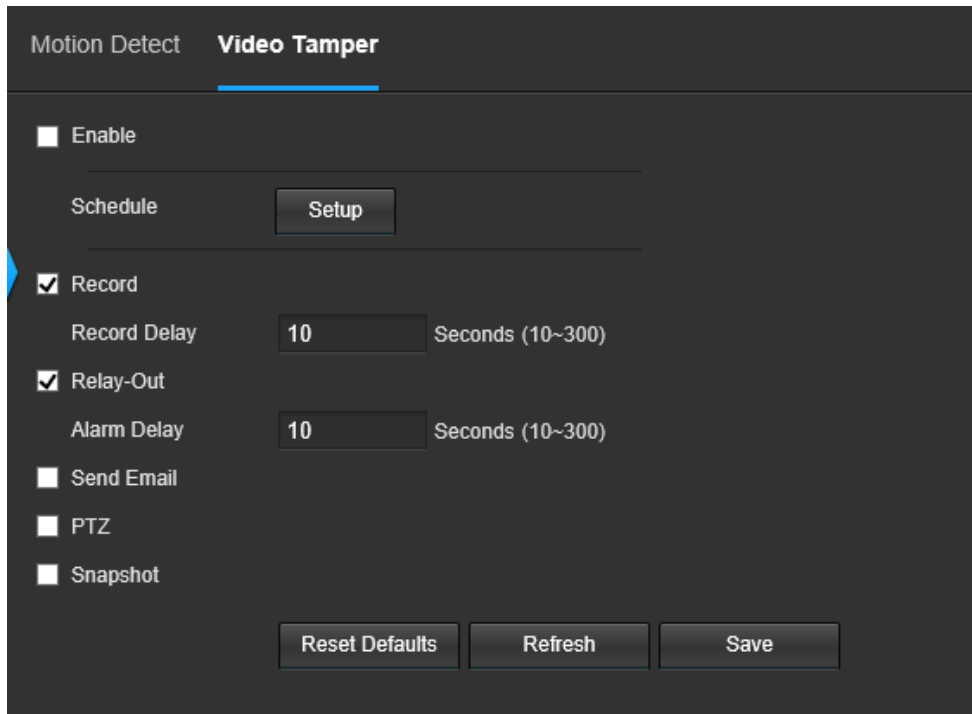 Motion Detect Video Tamper
Enable
Schedule Setup
Record
Record Delay 10 Seconds (10~300)
Relay-Out
Alarm Delay 10 Seconds (10~300)
Send Email
PTZ
Snapshot
Reset Defaults Refresh Save